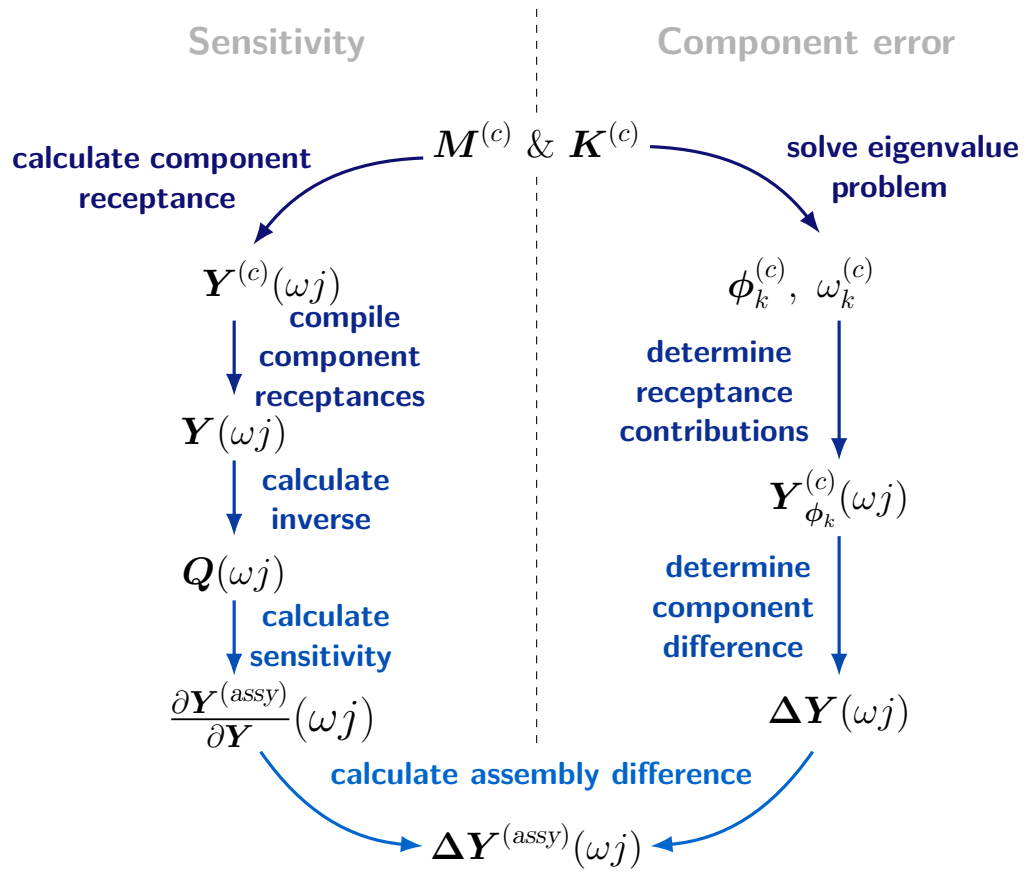 Sensitivity
Component error
M^{(c)} & K^{(c)}
calculate component
receptance
solve eigenvalue
problem
Y^{(c)}(ωj)
ϕ_k^{(c)}, ω_k^{(c)}
compile
component
receptances
determine
receptance
contributions
Y(ωj)
calculate
inverse
Y_{ϕ_k}^{(c)}(ωj)
Q(ωj)
calculate
sensitivity
determine
component
difference
∂Y^{(assy)}/∂Y (ωj)
ΔY(ωj)
calculate assembly difference
ΔY^{(assy)}(ωj)